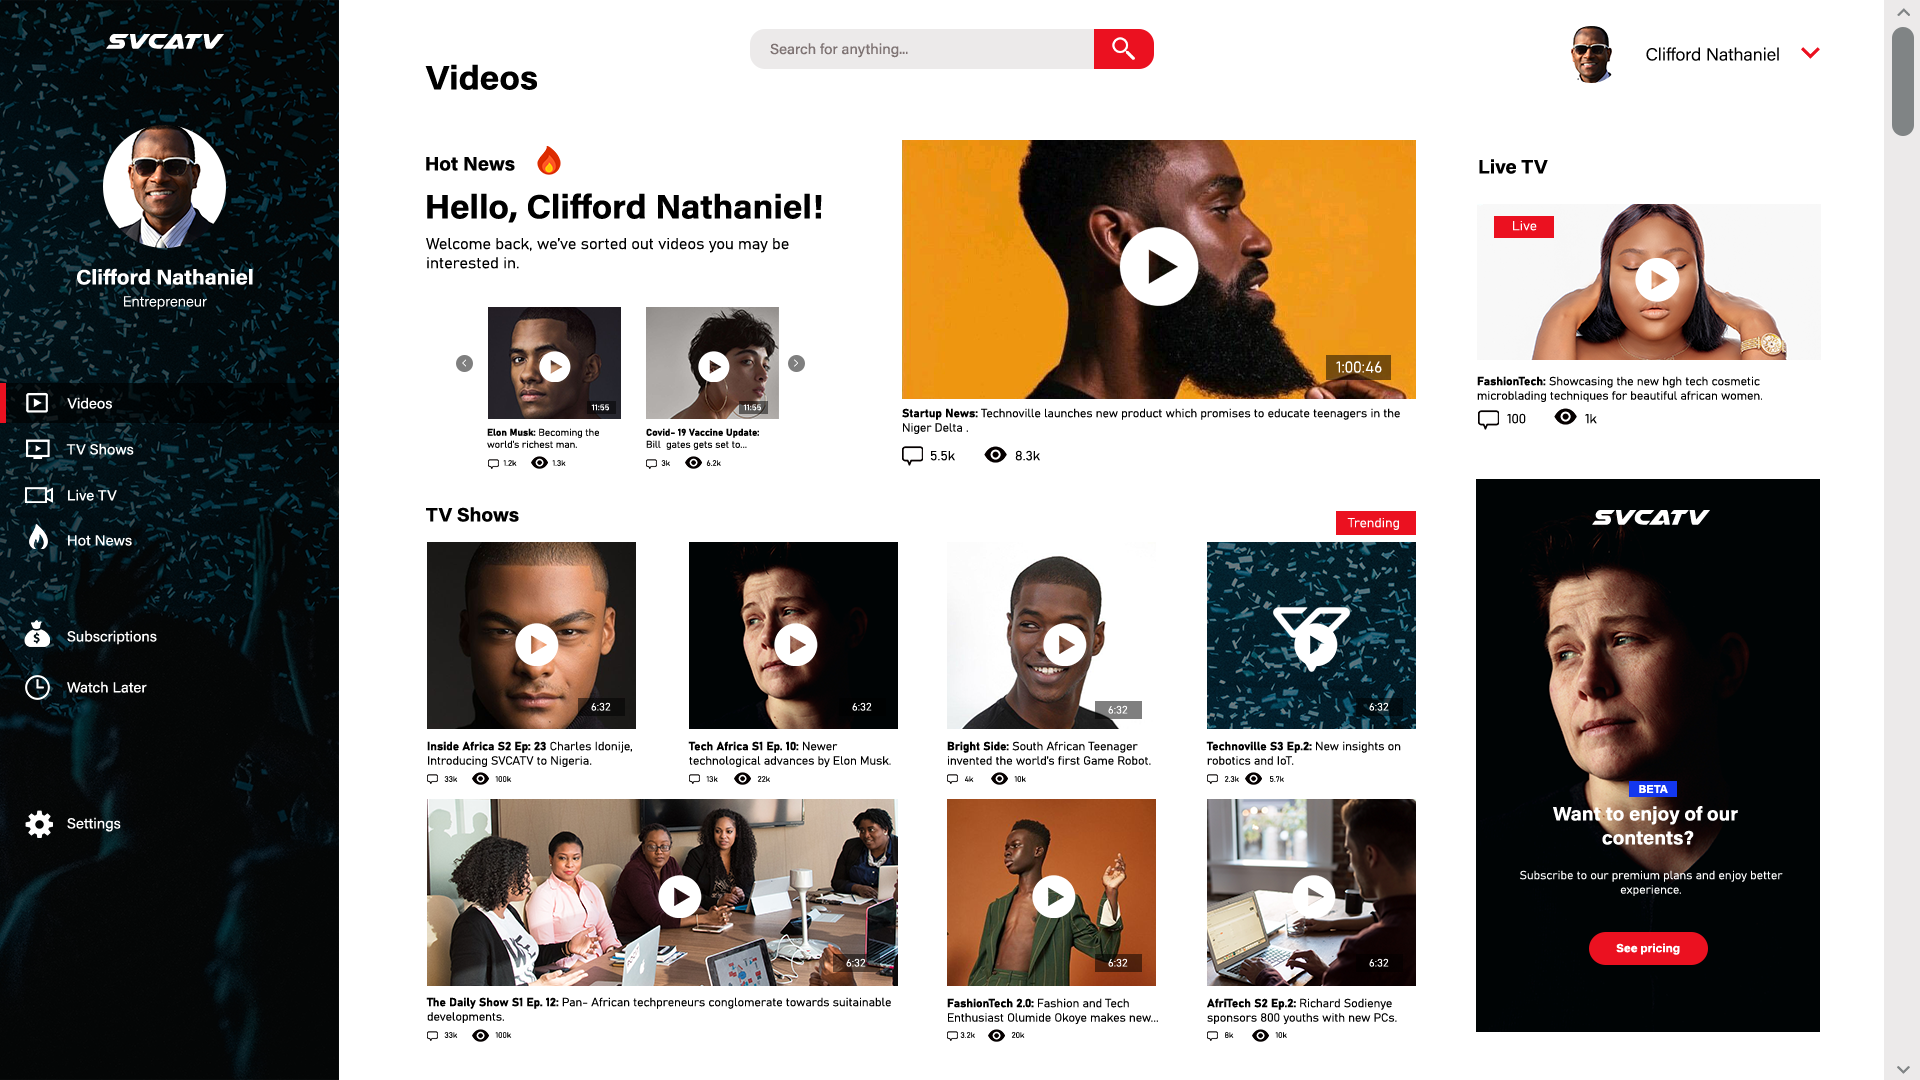 SVCATV
Clifford Nathaniel
Entrepreneur
Videos
TV Shows
Live TV
Hot News
Subscriptions
Watch Later
Settings
Search for anything...
Clifford Nathaniel
Videos
Hot News
Hello, Clifford Nathaniel!
Welcome back, we've sorted out videos you may be
interested in.
11:55
Elon Musk: Becoming the
world's richest man.
1.2k 1.3k
11:55
Covid- 19 Vaccine Update:
Bill gates gets set to...
3k 6.2k
1:00:46
Startup News: Technoville launches new product which promises to educate teenagers in the
Niger Delta .
5.5k 8.3k
Live TV
Live
FashionTech: Showcasing the new hgh tech cosmetic
microblading techniques for beautiful african women.
100 1k
TV Shows
Trending
6:32
Inside Africa S2 Ep: 23 Charles Idonije,
Introducing SVCATV to Nigeria.
33k 100k
6:32
Tech Africa S1 Ep. 10: Newer
technological advances by Elon Musk.
13k 22k
6:32
Bright Side: South African Teenager
invented the world's first Game Robot.
4k 10k
6:32
Technoville S3 Ep.2: New insights on
robotics and IoT.
2.3k 5.7k
6:32
The Daily Show S1 Ep. 12: Pan- African techpreneurs conglomerate towards suitainable
developments.
33k 100k
6:32
FashionTech 2.0: Fashion and Tech
Enthusiast Olumide Okoye makes new...
3.2k 20k
6:32
AfriTech S2 Ep.2: Richard Sodienye
sponsors 800 youths with new PCs.
8k 10k
SVCATV
BETA
Want to enjoy of our
contents?
Subscribe to our premium plans and enjoy better
experience.
See pricing